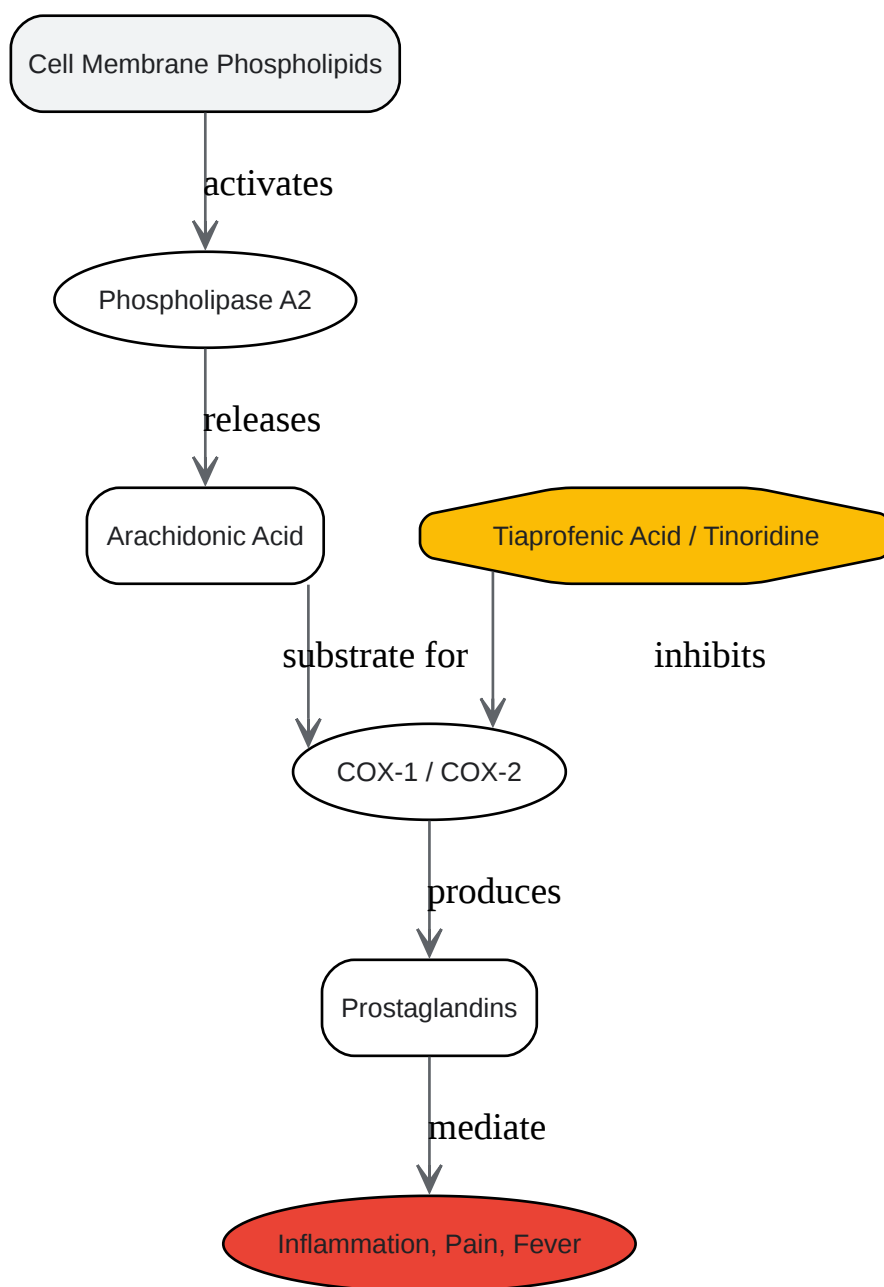 Cell Membrane Phospholipids
activates
Phospholipase A2
releases
Arachidonic Acid
Tiaprofenic Acid / Tinoridine
substrate for
inhibits
COX-1 / COX-2
produces
Prostaglandins
mediate
Inflammation, Pain, Fever